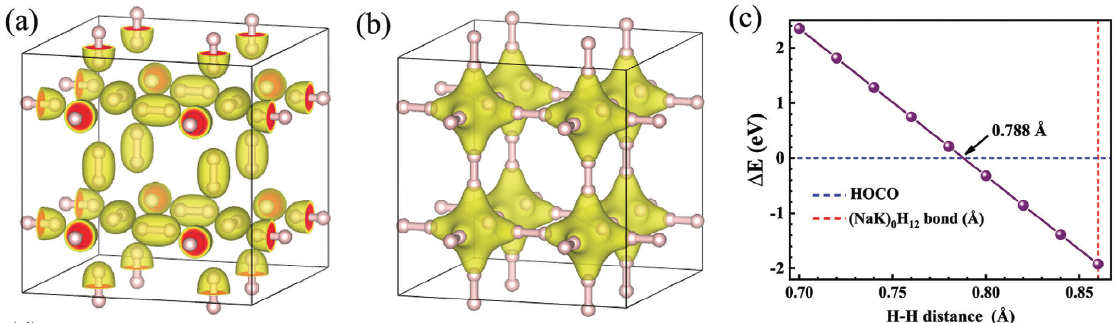 (a)
(b)
(c)
2
1
0
-1
-2
ΔE (eV)
0.788 Å
HOCO
(NaK)₀H₁₂ bond (Å)
0.70
0.75
0.80
0.85
H-H distance (Å)